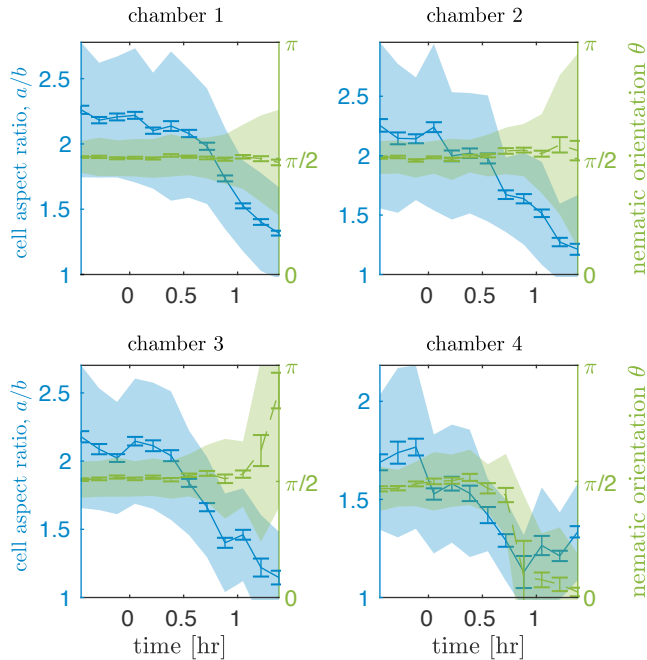 chamber 1
chamber 2
cell aspect ratio, a/b
2.5
2
1.5
1
π
π/2
0
0 0.5 1
2.5
2
1.5
1
π
π/2
0
nematic orientation θ
0 0.5 1
chamber 3
chamber 4
cell aspect ratio, a/b
2.5
2
1.5
1
π
π/2
0
0 0.5 1
time [hr]
2
1.5
1
π
π/2
0
nematic orientation θ
0 0.5 1
time [hr]